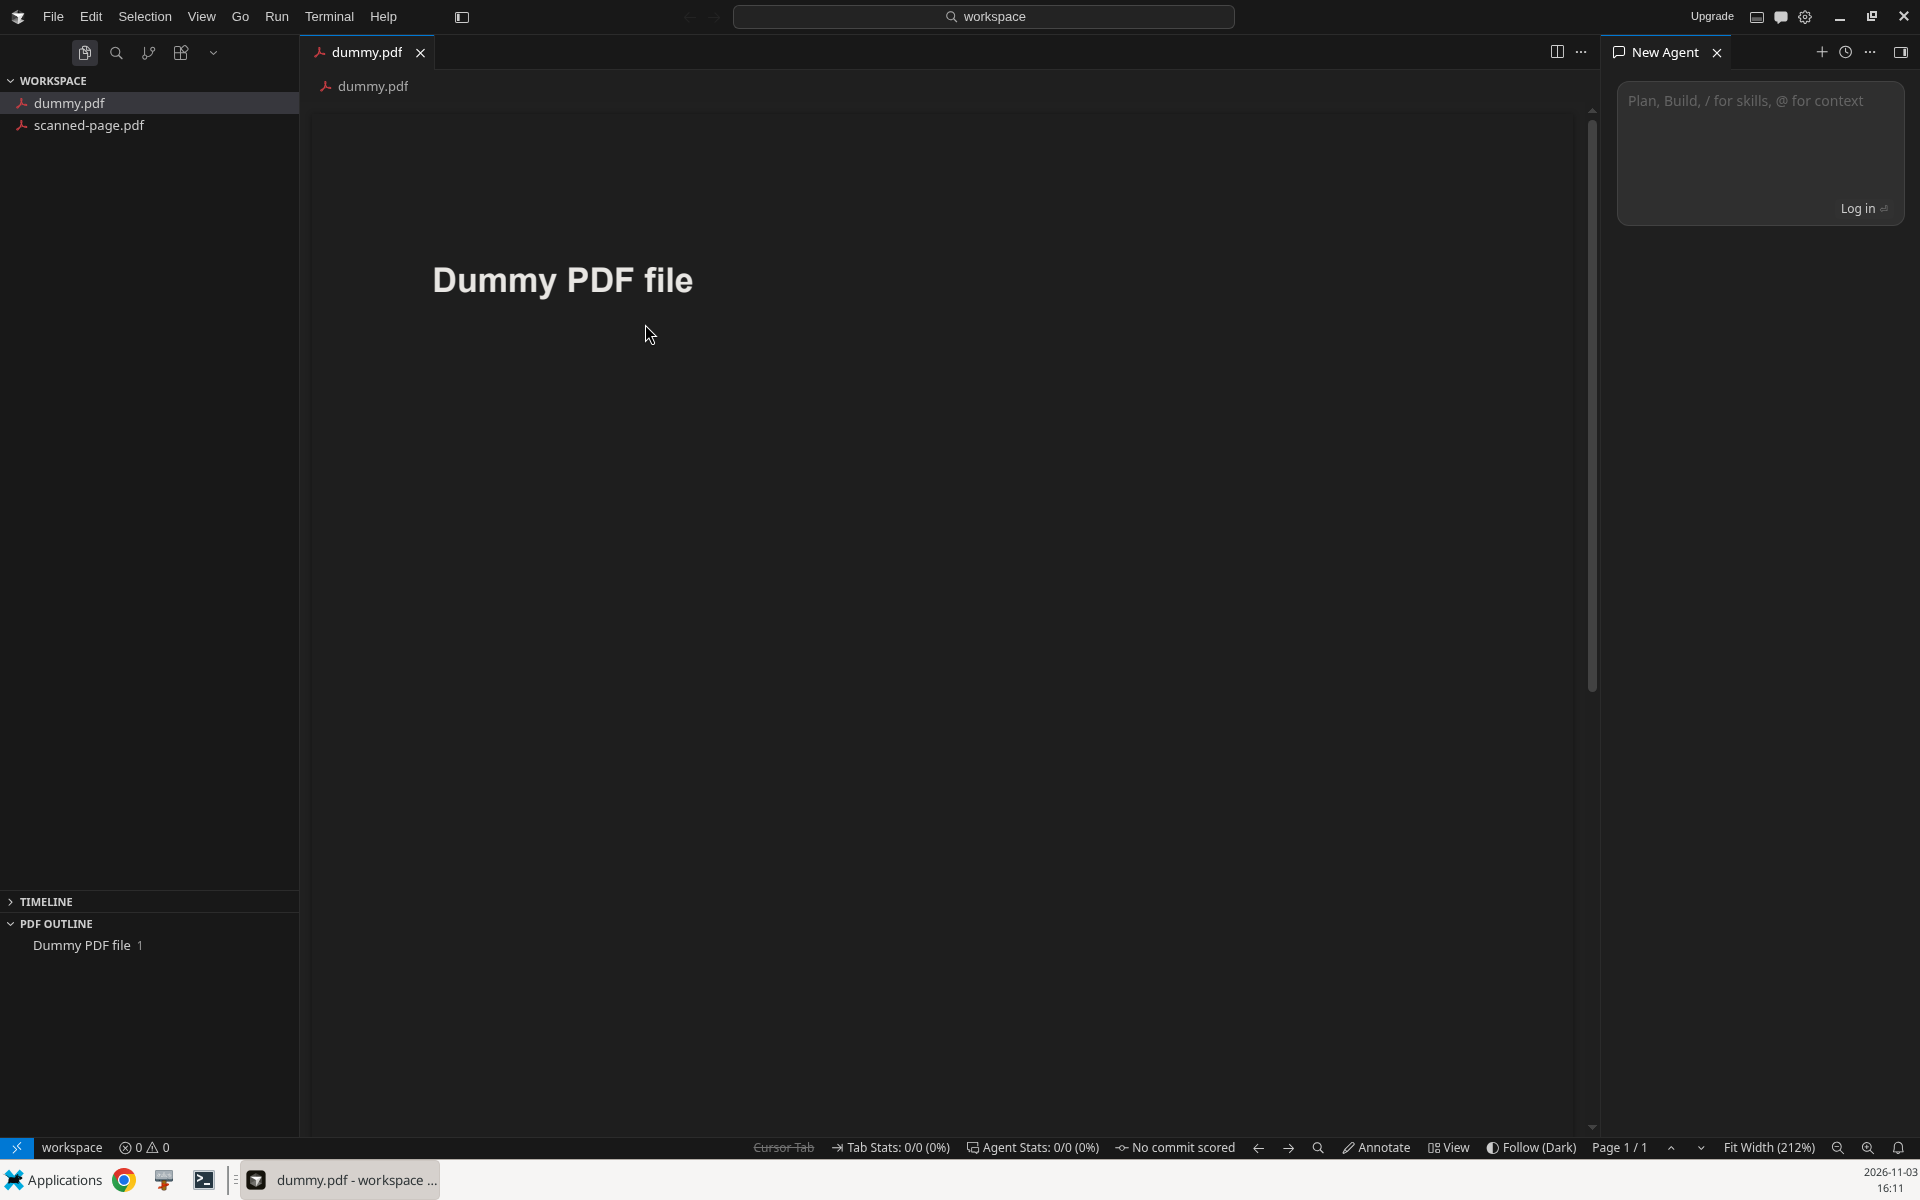 File Edit Selection View Go Run Terminal Help
workspace
Upgrade
dummy.pdf
New Agent
WORKSPACE
dummy.pdf
scanned-page.pdf
dummy.pdf
Plan, Build, / for skills, @ for context
Log in
Dummy PDF file
TIMELINE
PDF OUTLINE
Dummy PDF file 1
workspace 0 0 Cursor Tab Tab Stats: 0/0 (0%) Agent Stats: 0/0 (0%) No commit scored Annotate View Follow (Dark) Page 1 / 1 Fit Width (212%)
Applications dummy.pdf - workspace ...
2026-11-03
16:11